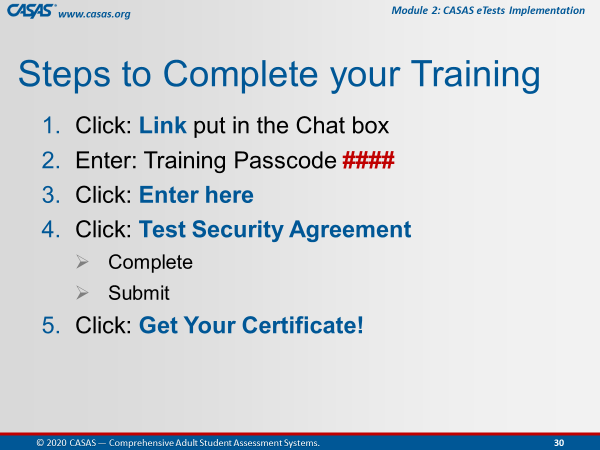 CASAS® www.casas.org
Module 2: CASAS eTests Implementation
Steps to Complete your Training
1. Click: Link put in the Chat box
2. Enter: Training Passcode ####
3. Click: Enter here
4. Click: Test Security Agreement
➢ Complete
➢ Submit
5. Click: Get Your Certificate!
© 2020 CASAS — Comprehensive Adult Student Assessment Systems.
30